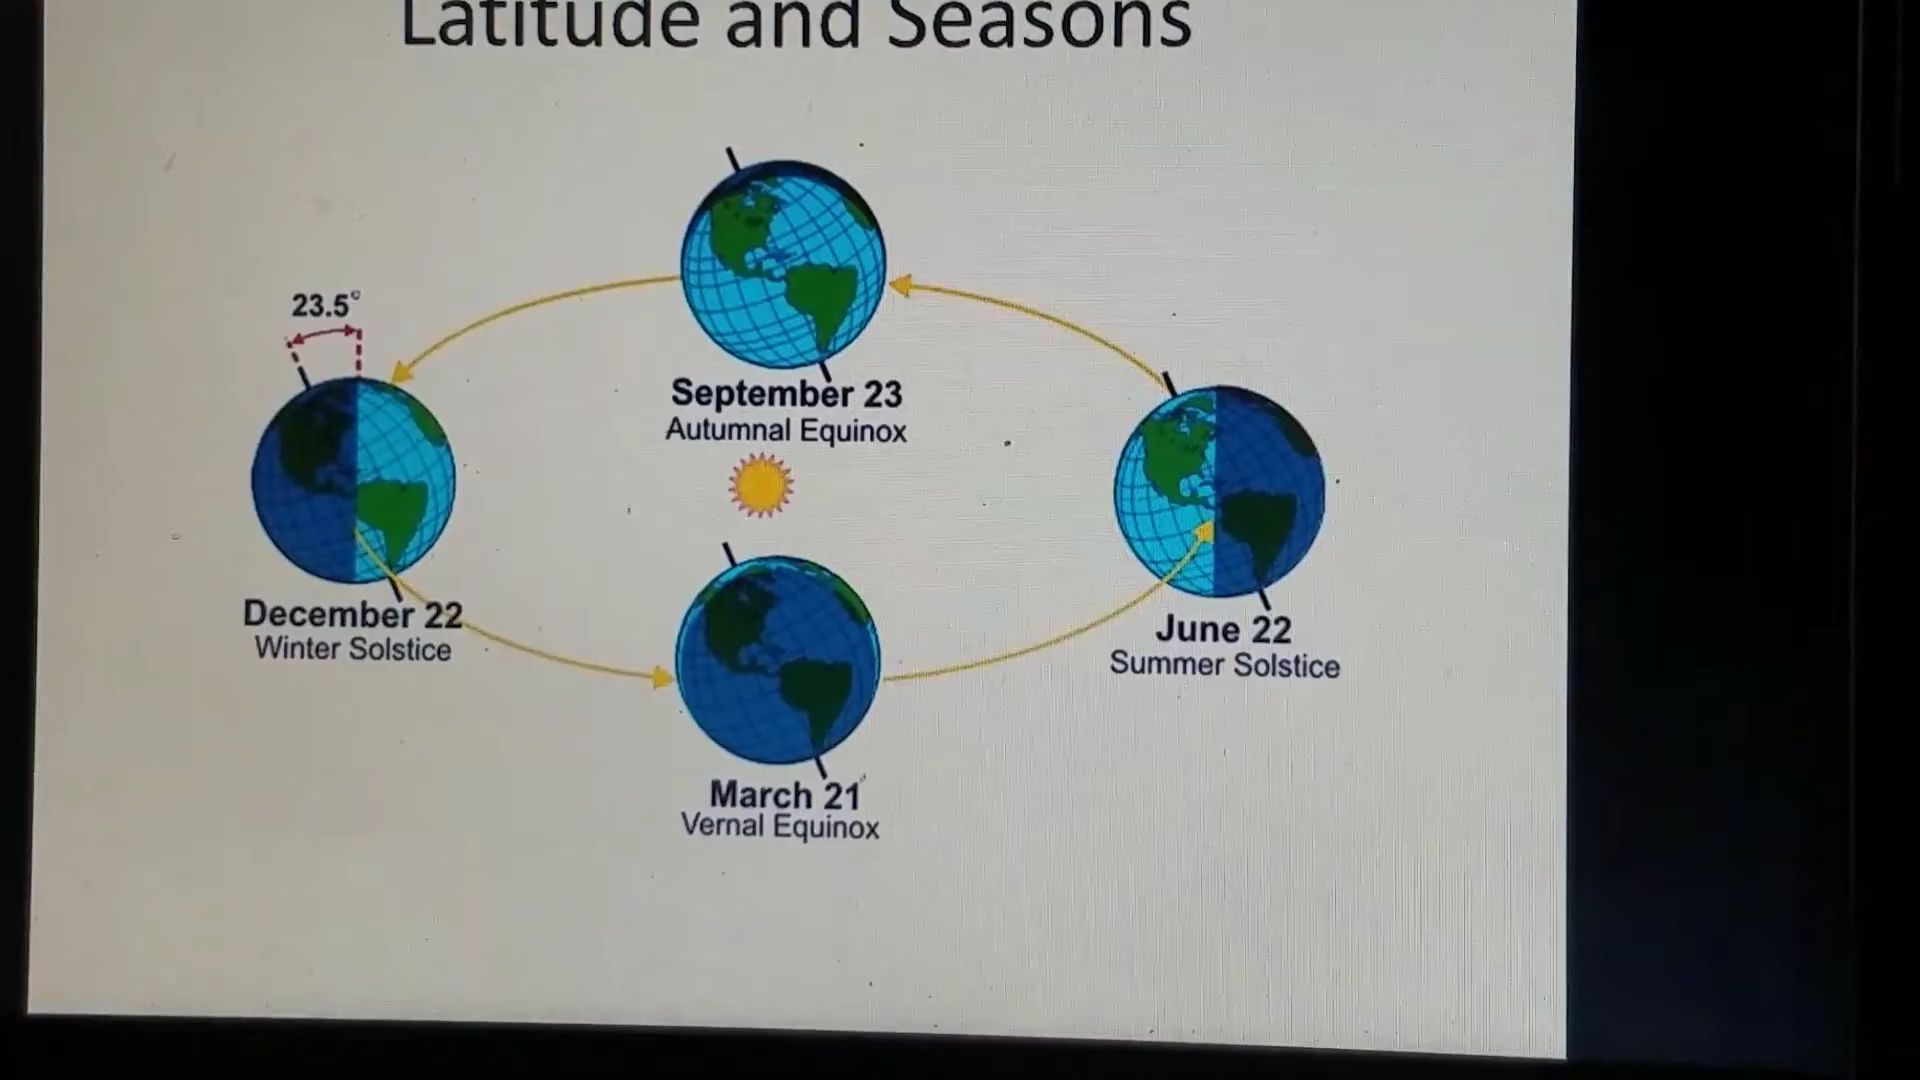 Latitude and Seasons
23.5°
September 23
Autumnal Equinox
December 22
Winter Solstice
June 22
Summer Solstice
March 21
Vernal Equinox